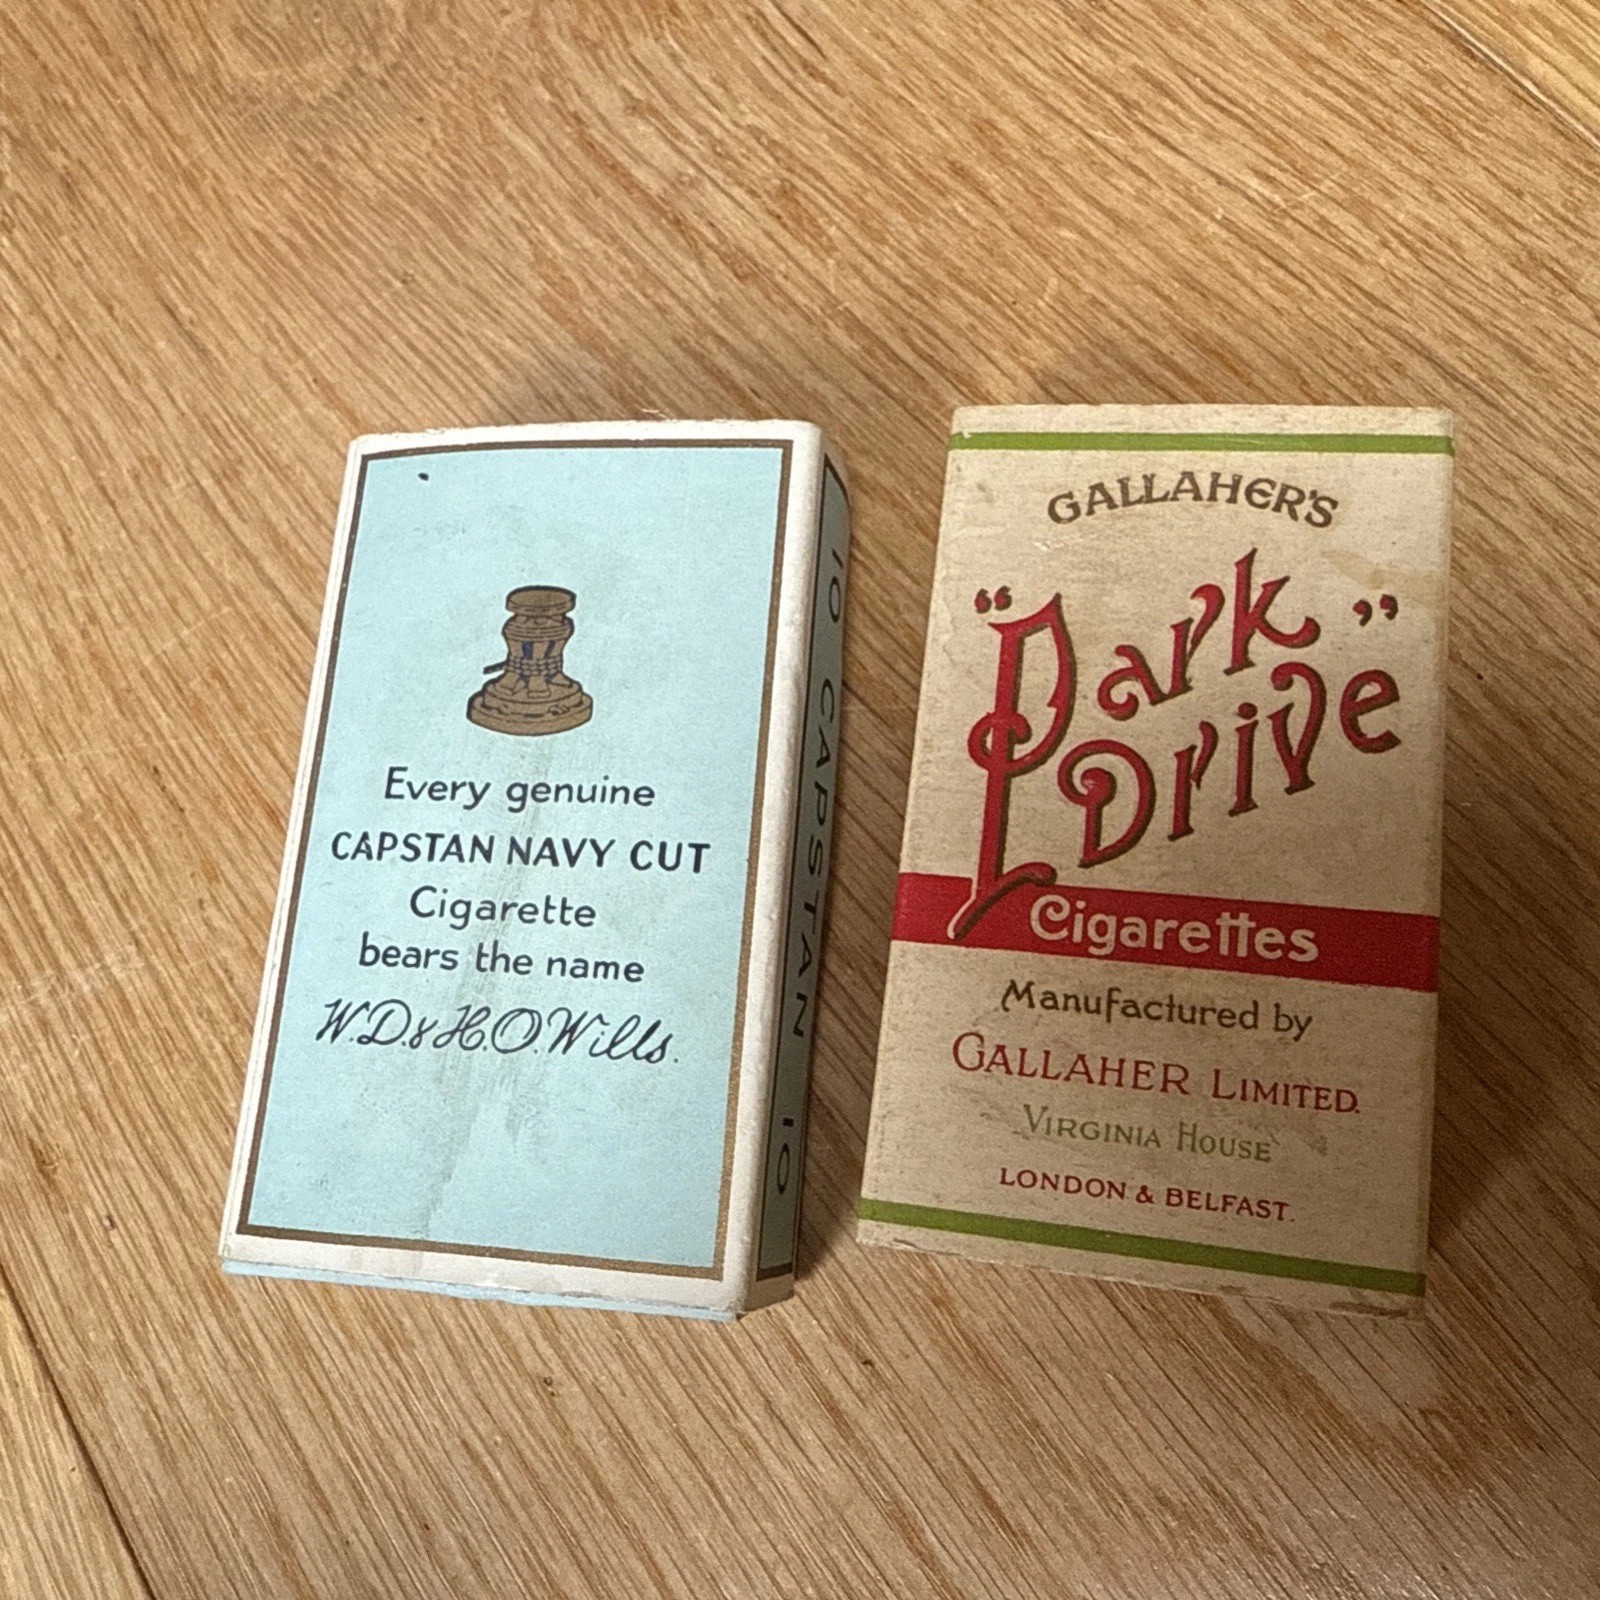 Every genuine
CAPSTAN NAVY CUT
Cigarette
bears the name
W.D.& H.O.Wills.
10 CAPSTAN 10
GALLAHER'S
"Park
Drive"
Cigarettes
Manufactured by
GALLAHER LIMITED.
VIRGINIA HOUSE
LONDON & BELFAST.